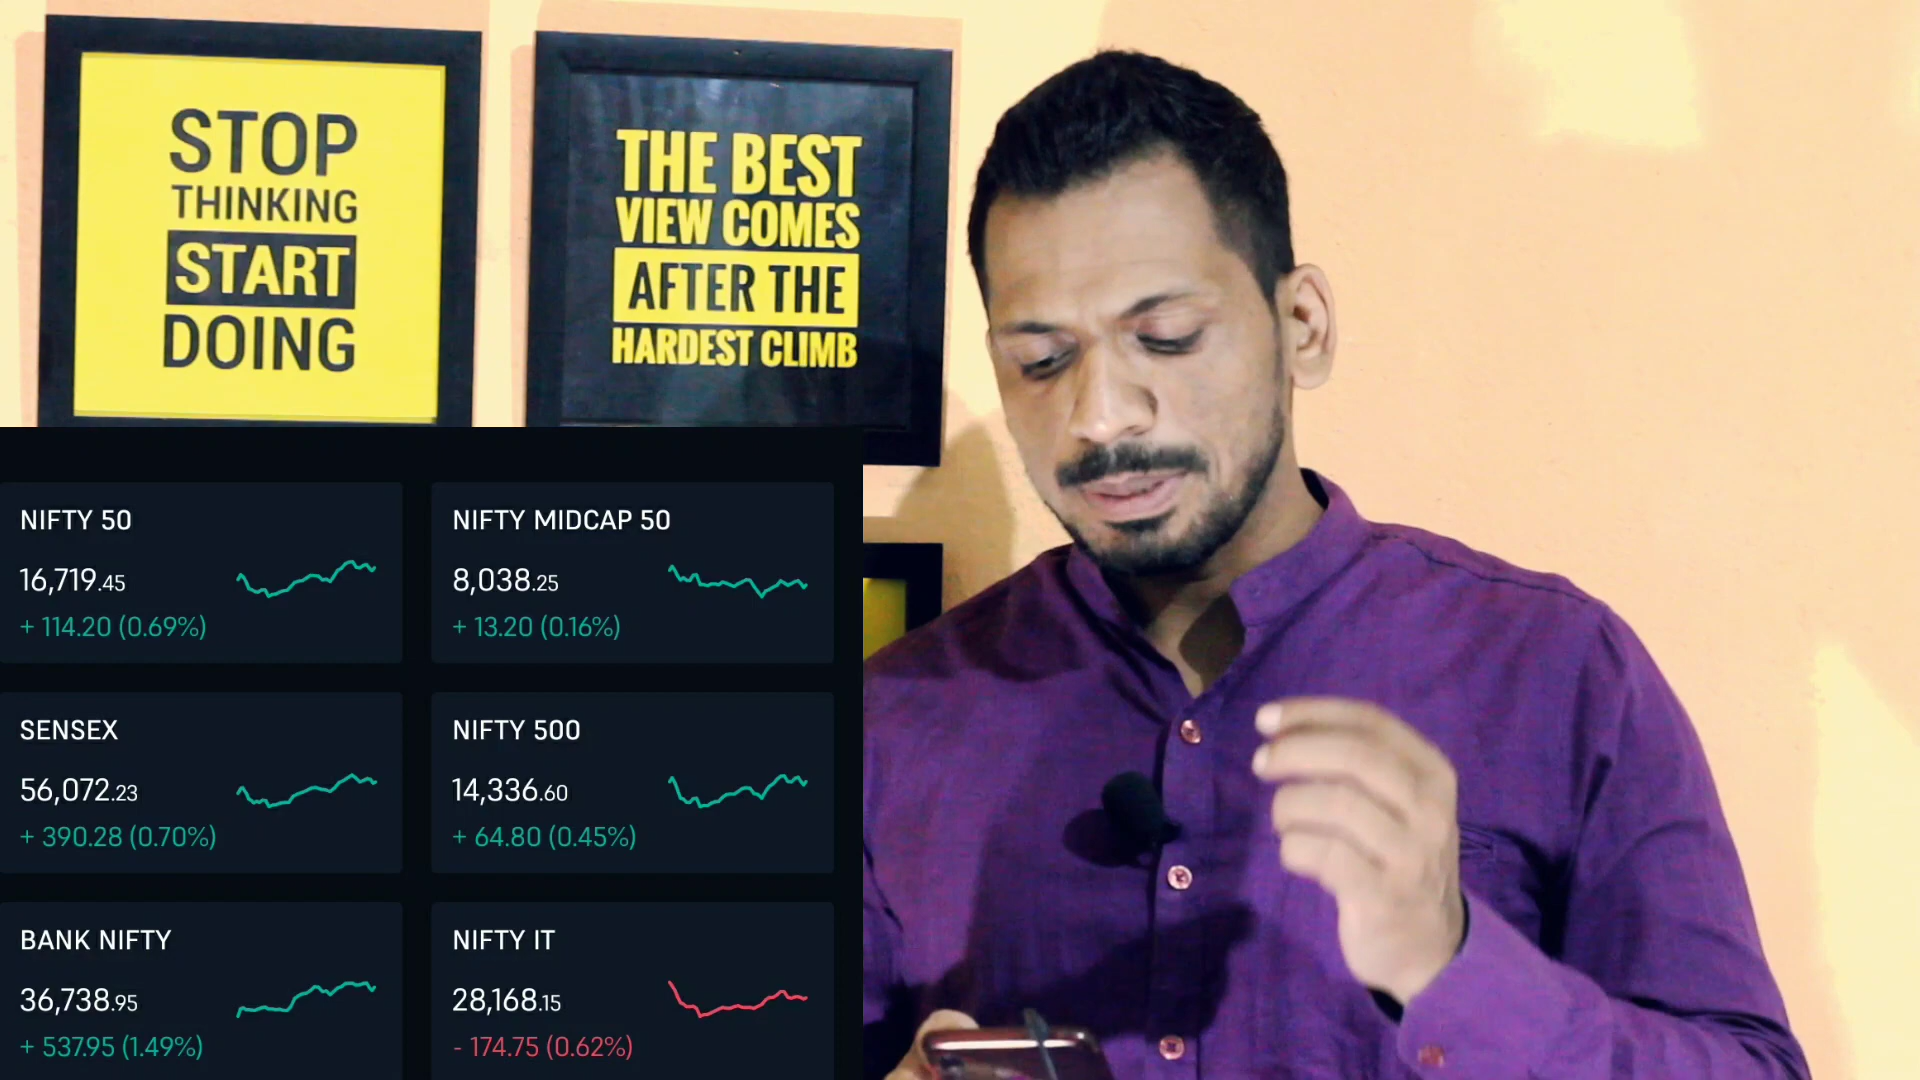 STOP
THINKING
START
DOING
THE BEST
VIEW COMES
AFTER THE
HARDEST CLIMB
NIFTY 50
16,719.45
+ 114.20 (0.69%)
NIFTY MIDCAP 50
8,038.25
+ 13.20 (0.16%)
SENSEX
56,072.23
+ 390.28 (0.70%)
NIFTY 500
14,336.60
+ 64.80 (0.45%)
BANK NIFTY
36,738.95
+ 537.95 (1.49%)
NIFTY IT
28,168.15
- 174.75 (0.62%)